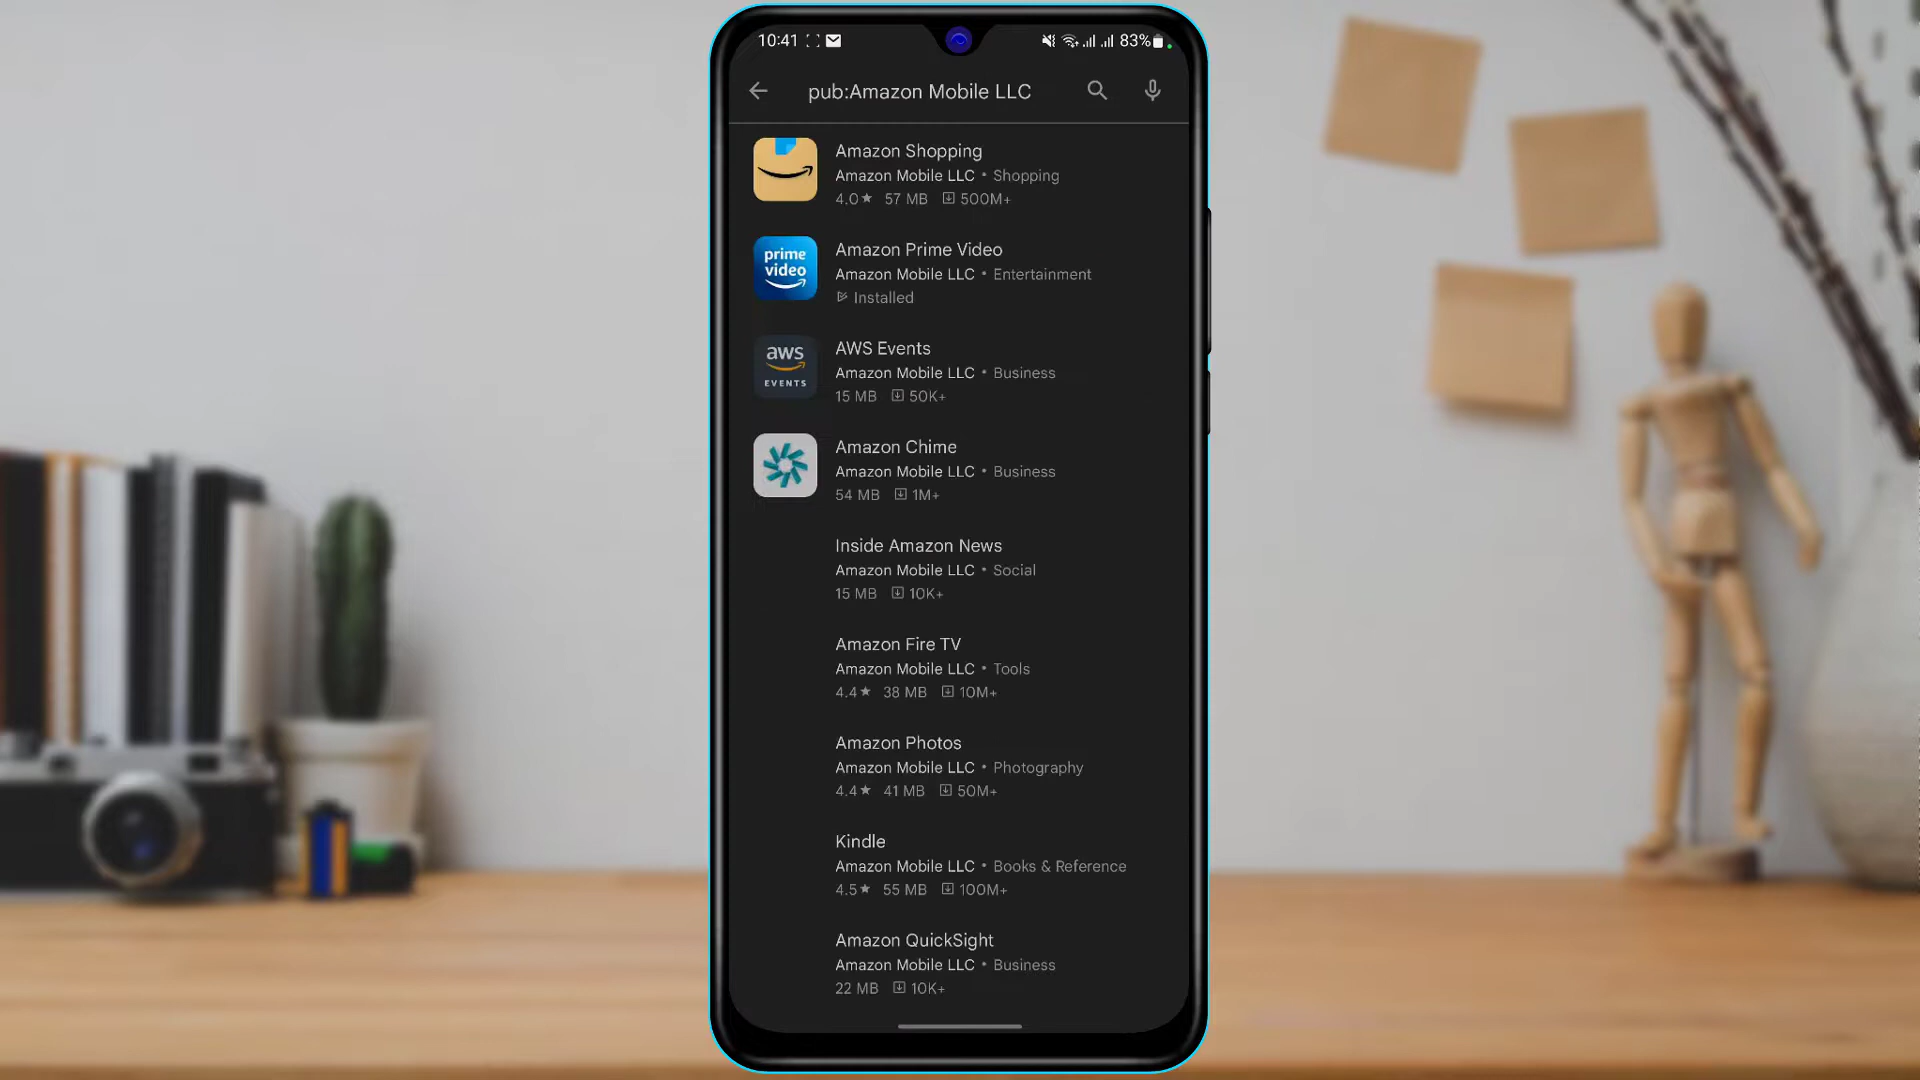 10:41
83%
pub:Amazon Mobile LLC
Amazon Shopping
Amazon Mobile LLC • Shopping
4.0★ 57 MB 500M+
prime
video
Amazon Prime Video
Amazon Mobile LLC • Entertainment
Installed
aws
EVENTS
AWS Events
Amazon Mobile LLC • Business
15 MB 50K+
Amazon Chime
Amazon Mobile LLC • Business
54 MB 1M+
Inside Amazon News
Amazon Mobile LLC • Social
15 MB 10K+
Amazon Fire TV
Amazon Mobile LLC • Tools
4.4★ 38 MB 10M+
Amazon Photos
Amazon Mobile LLC • Photography
4.4★ 41 MB 50M+
Kindle
Amazon Mobile LLC • Books & Reference
4.5★ 55 MB 100M+
Amazon QuickSight
Amazon Mobile LLC • Business
22 MB 10K+